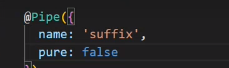 @Pipe({
name: 'suffix',
pure: false
})